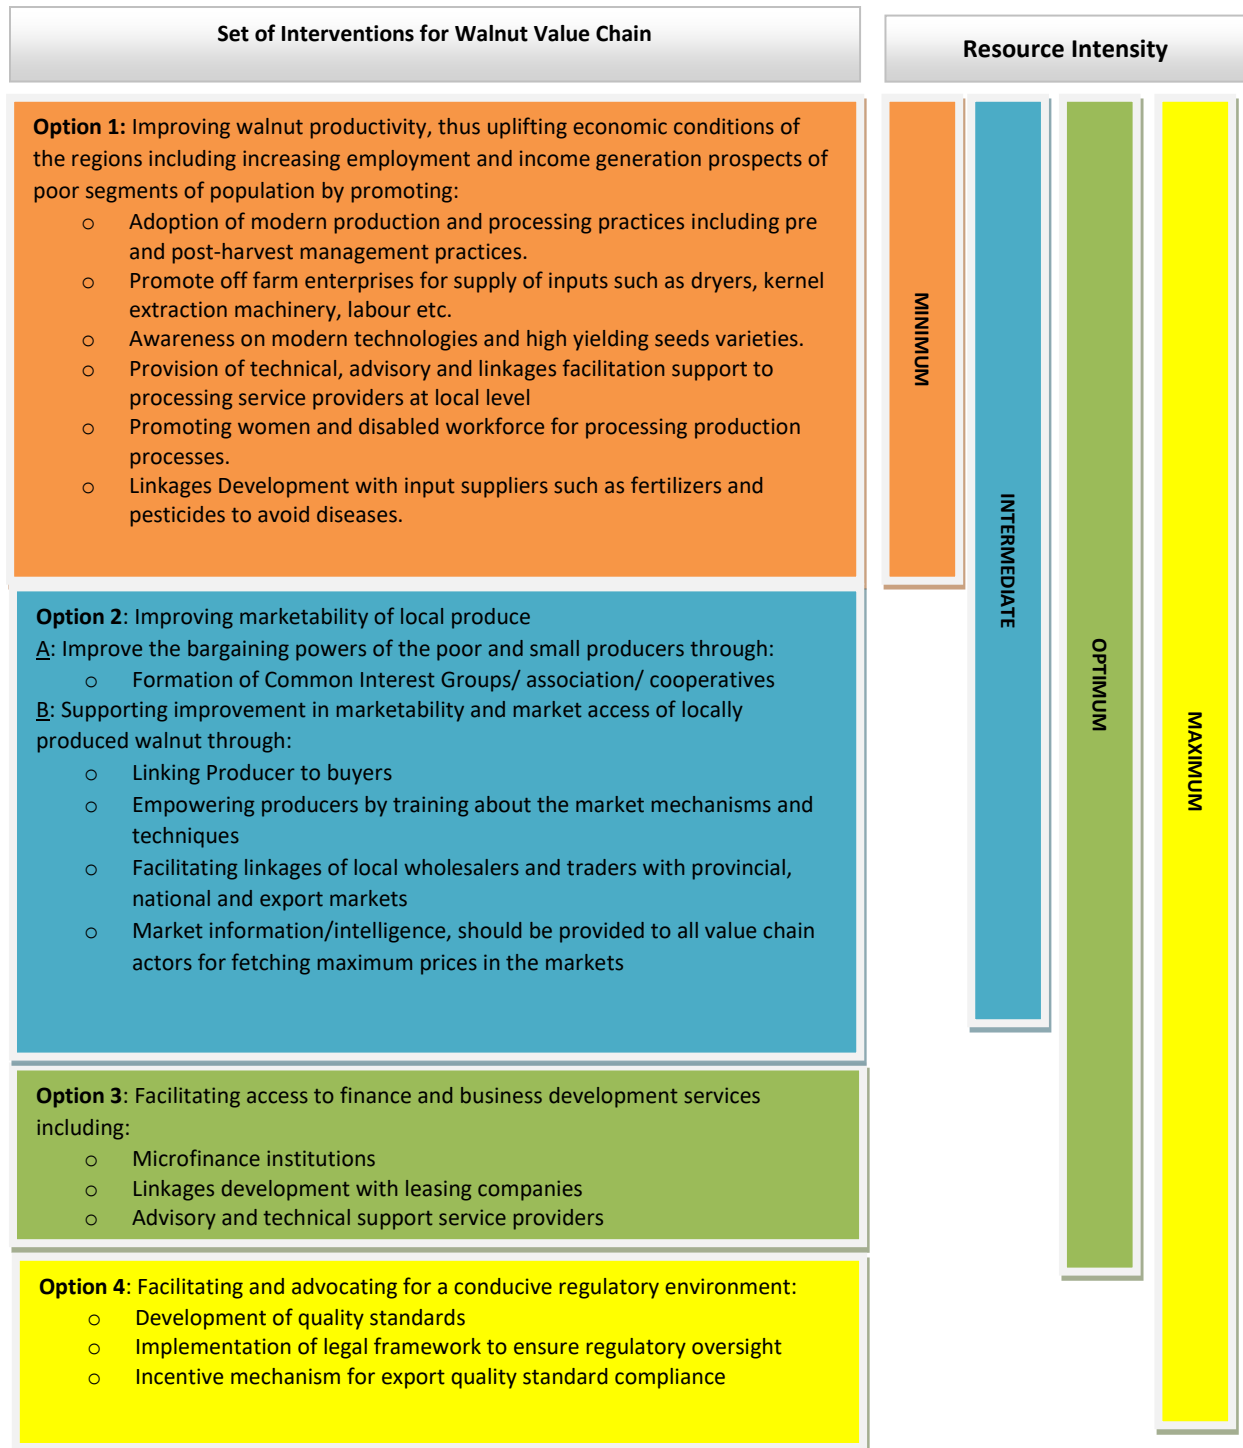 Set of Interventions for Walnut Value Chain
Resource Intensity
Option 1: Improving walnut productivity, thus uplifting economic conditions of
the regions including increasing employment and income generation prospects of
poor segments of population by promoting:
o Adoption of modern production and processing practices including pre
and post-harvest management practices.
o Promote off farm enterprises for supply of inputs such as dryers, kernel
extraction machinery, labour etc.
o Awareness on modern technologies and high yielding seeds varieties.
o Provision of technical, advisory and linkages facilitation support to
processing service providers at local level
o Promoting women and disabled workforce for processing production
processes.
o Linkages Development with input suppliers such as fertilizers and
pesticides to avoid diseases.
Option 2: Improving marketability of local produce
A: Improve the bargaining powers of the poor and small producers through:
o Formation of Common Interest Groups/ association/ cooperatives
B: Supporting improvement in marketability and market access of locally
produced walnut through:
o Linking Producer to buyers
o Empowering producers by training about the market mechanisms and
techniques
o Facilitating linkages of local wholesalers and traders with provincial,
national and export markets
o Market information/intelligence, should be provided to all value chain
actors for fetching maximum prices in the markets
Option 3: Facilitating access to finance and business development services
including:
o Microfinance institutions
o Linkages development with leasing companies
o Advisory and technical support service providers
Option 4: Facilitating and advocating for a conducive regulatory environment:
o Development of quality standards
o Implementation of legal framework to ensure regulatory oversight
o Incentive mechanism for export quality standard compliance
MINIMUM
INTERMEDIATE
OPTIMUM
MAXIMUM